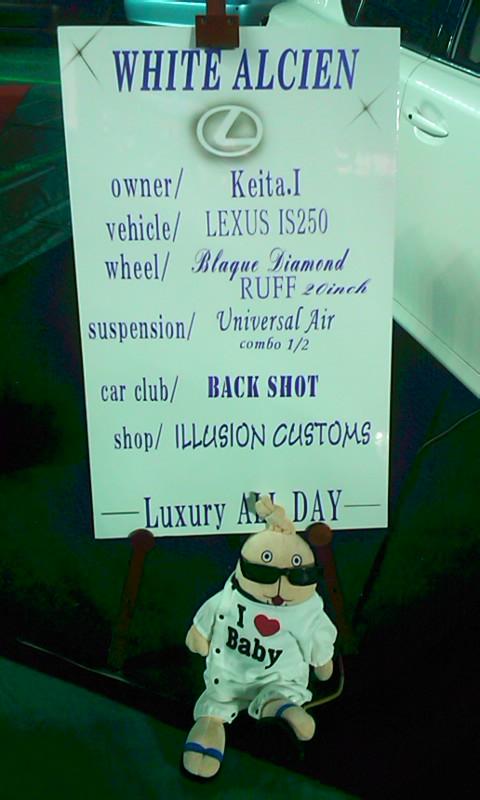 WHITE ALCIEN
owner/ Keita.I
vehicle/ LEXUS IS250
wheel/ Blaque Diamond
RUFF 20inch
suspension/ Universal Air
combo 1/2
car club/ BACK SHOT
shop/ ILLUSION CUSTOMS
Luxury ALL DAY
I
Baby